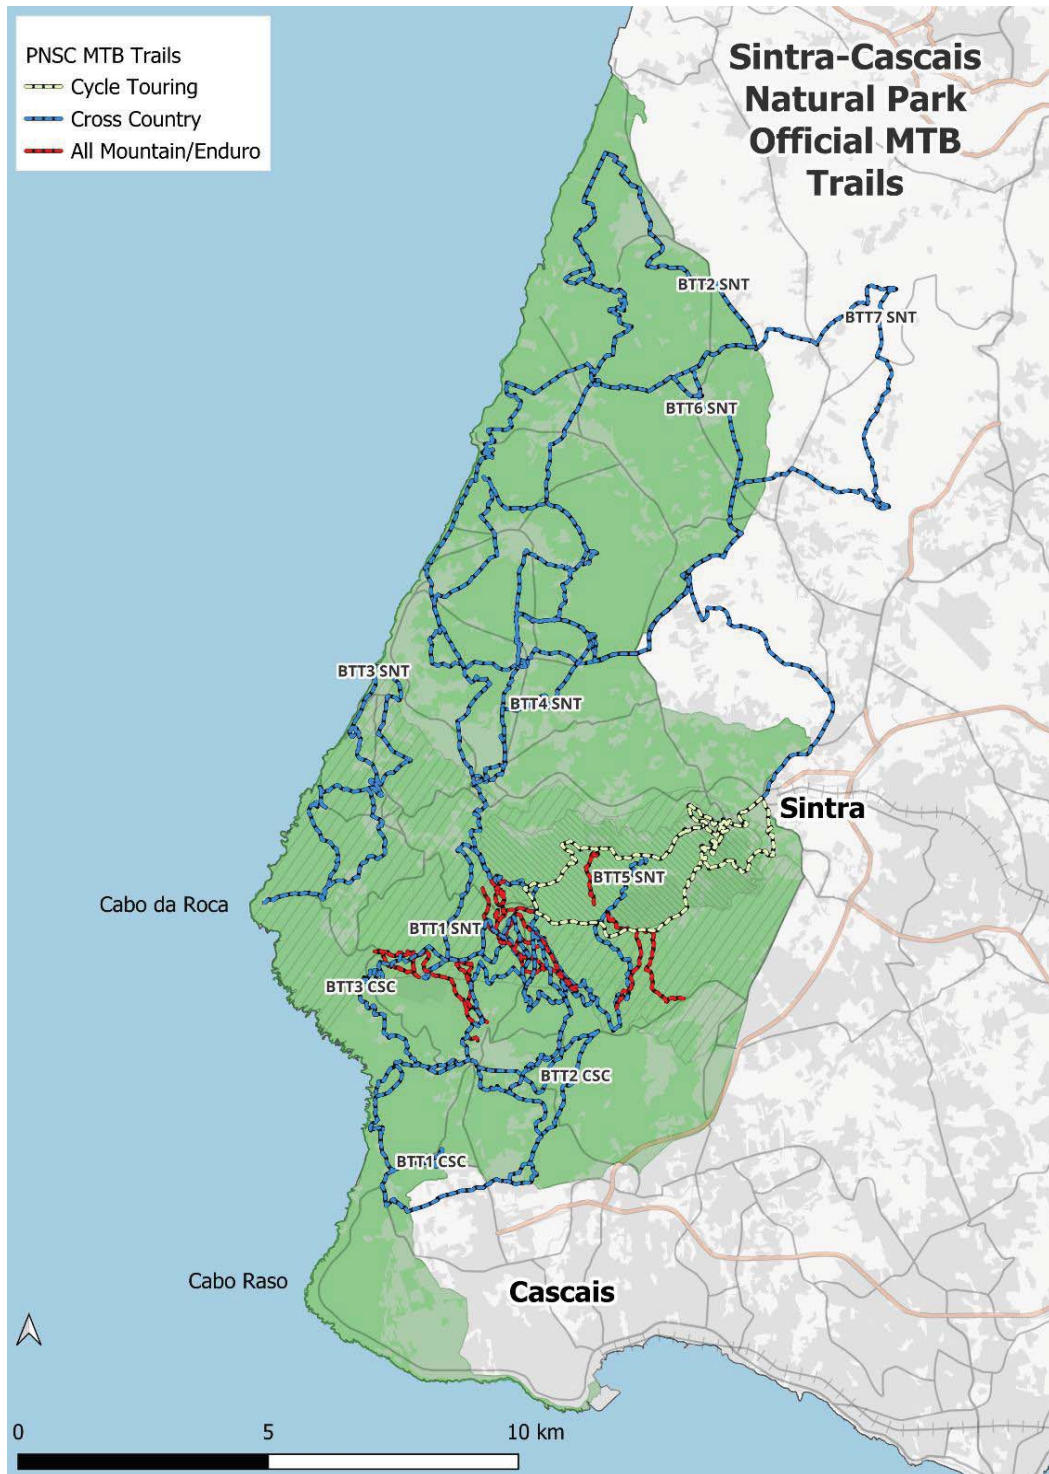 PNSC MTB Trails
Cycle Touring
Cross Country
All Mountain/Enduro
Sintra-Cascais
Natural Park
Official MTB
Trails
BTT2 SNT
BTT7 SNT
BTT6 SNT
BTT3 SNT
BTT4 SNT
Sintra
BTT5 SNT
Cabo da Roca
BTT1 SNT
BTT3 CSC
BTT2 CSC
BTT1 CSC
Cabo Raso
Cascais
0 5 10 km